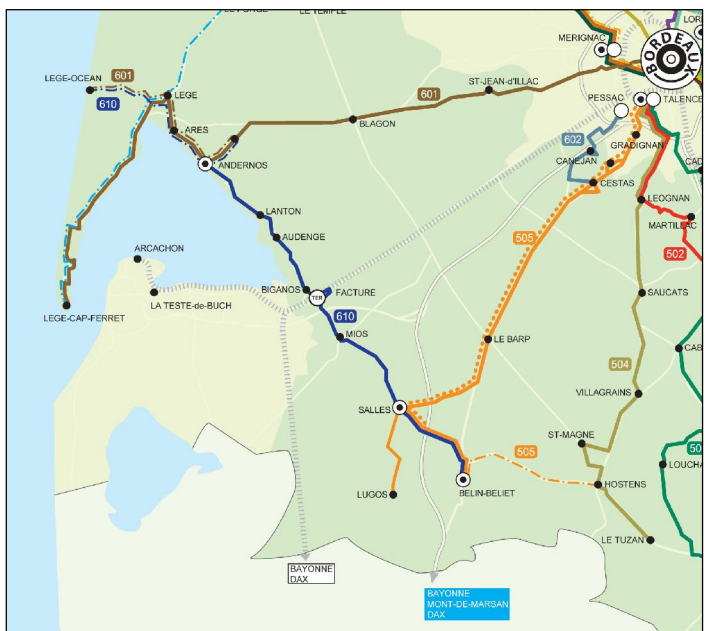 LE TEMPLE
MERIGNAC
BORDEAUX
LEGE-OCEAN
601
610
LEGE
ST-JEAN-d'ILLAC
601
PESSAC
TALENCE
ARES
BLAGON
602
GRADIGNAN
ANDERNOS
CANEJAN
CESTAS
LEOGNAN
LANTON
MARTILLAC
AUDENGE
505
502
ARCACHON
BIGANOS
TER
FACTURE
LA TESTE-de-BUCH
SAUCATS
LEGE-CAP-FERRET
610
MIOS
LE BARP
CAB
504
VILLAGRAINS
SALLES
ST-MAGNE
505
50
LOUCHA
LUGOS
BELIN-BELIET
HOSTENS
LE TUZAN
BAYONNE
DAX
BAYONNE
MONT-DE-MARSAN
DAX